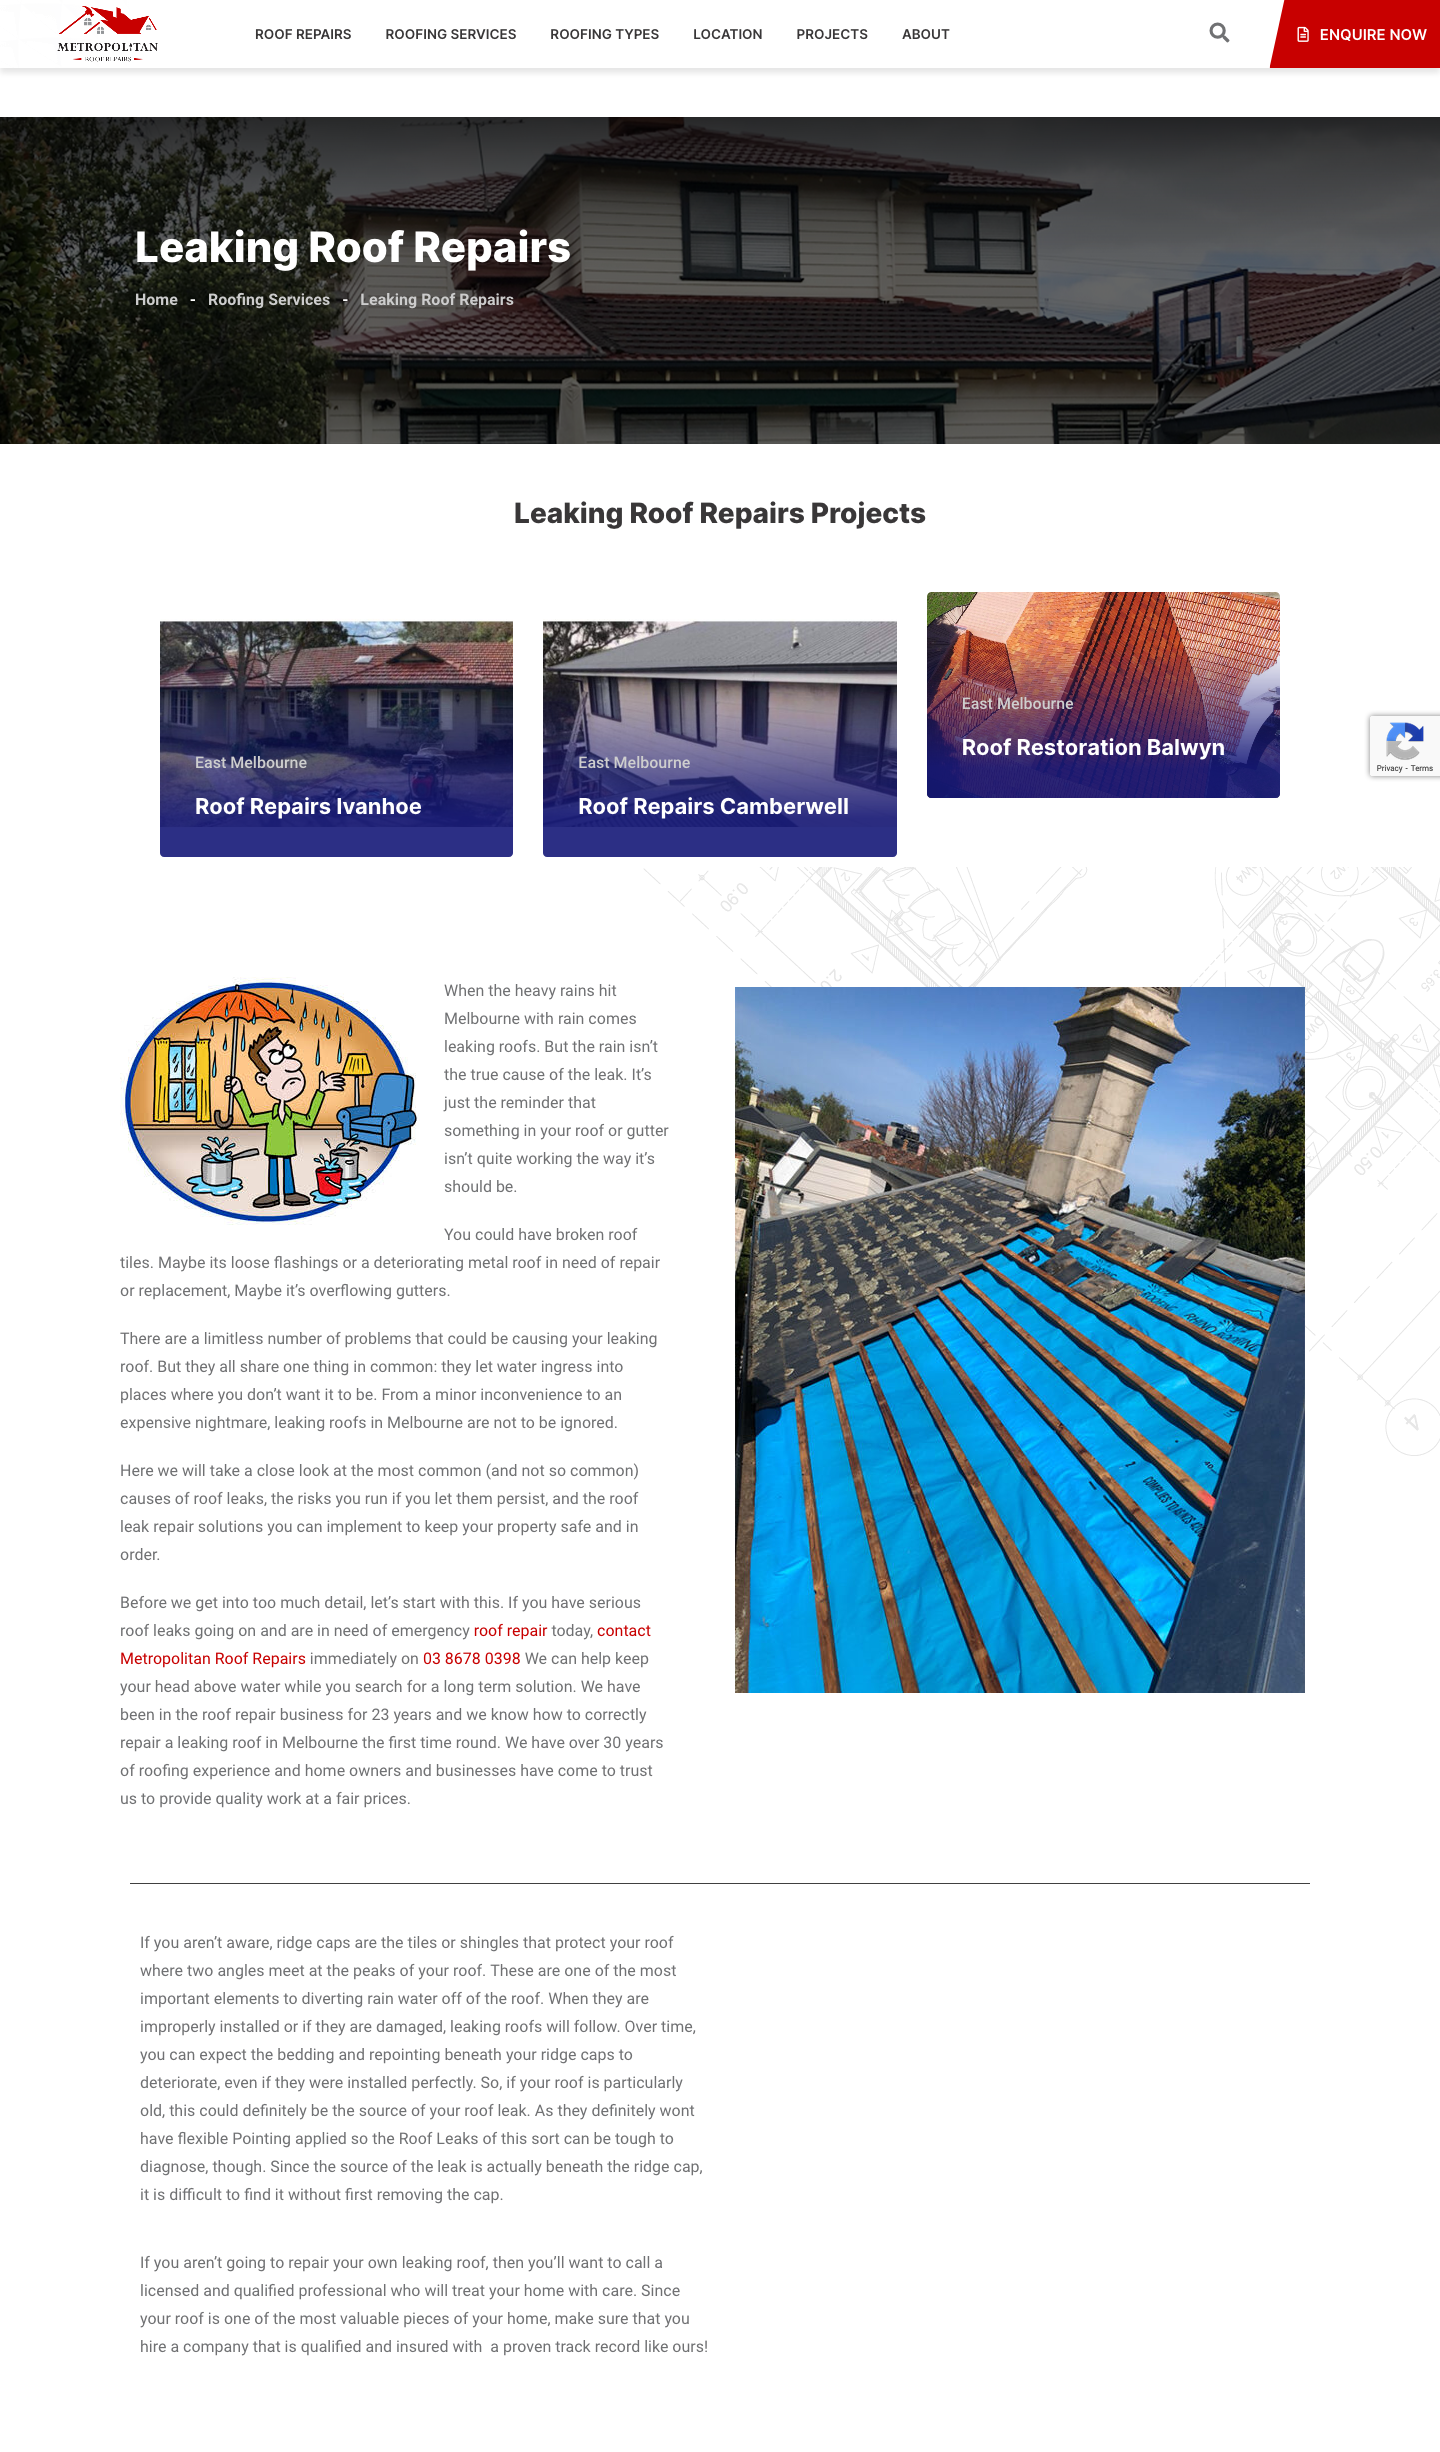 METROPOLITAN
ROOF REPAIRS
ROOF REPAIRS
ROOFING SERVICES
ROOFING TYPES
LOCATION
PROJECTS
ABOUT
ENQUIRE NOW
Leaking Roof Repairs
Home - Roofing Services - Leaking Roof Repairs
Leaking Roof Repairs Projects
East Melbourne
Roof Repairs Ivanhoe
East Melbourne
Roof Repairs Camberwell
East Melbourne
Roof Restoration Balwyn
Privacy - Terms
When the heavy rains hit
Melbourne with rain comes
leaking roofs. But the rain isn’t
the true cause of the leak. It’s
just the reminder that
something in your roof or gutter
isn’t quite working the way it’s
should be.
You could have broken roof
tiles. Maybe its loose flashings or a deteriorating metal roof in need of repair
or replacement, Maybe it’s overflowing gutters.
There are a limitless number of problems that could be causing your leaking
roof. But they all share one thing in common: they let water ingress into
places where you don’t want it to be. From a minor inconvenience to an
expensive nightmare, leaking roofs in Melbourne are not to be ignored.
Here we will take a close look at the most common (and not so common)
causes of roof leaks, the risks you run if you let them persist, and the roof
leak repair solutions you can implement to keep your property safe and in
order.
Before we get into too much detail, let’s start with this. If you have serious
roof leaks going on and are in need of emergency roof repair today, contact
Metropolitan Roof Repairs immediately on 03 8678 0398 We can help keep
your head above water while you search for a long term solution. We have
been in the roof repair business for 23 years and we know how to correctly
repair a leaking roof in Melbourne the first time round. We have over 30 years
of roofing experience and home owners and businesses have come to trust
us to provide quality work at a fair prices.
0.90
0.50
ROOFING
RHINO ROOFING
COMPLIES TO AS/NZS 4200
If you aren’t aware, ridge caps are the tiles or shingles that protect your roof
where two angles meet at the peaks of your roof. These are one of the most
important elements to diverting rain water off of the roof. When they are
improperly installed or if they are damaged, leaking roofs will follow. Over time,
you can expect the bedding and repointing beneath your ridge caps to
deteriorate, even if they were installed perfectly. So, if your roof is particularly
old, this could definitely be the source of your roof leak. As they definitely wont
have flexible Pointing applied so the Roof Leaks of this sort can be tough to
diagnose, though. Since the source of the leak is actually beneath the ridge cap,
it is difficult to find it without first removing the cap.
If you aren’t going to repair your own leaking roof, then you’ll want to call a
licensed and qualified professional who will treat your home with care. Since
your roof is one of the most valuable pieces of your home, make sure that you
hire a company that is qualified and insured with  a proven track record like ours!